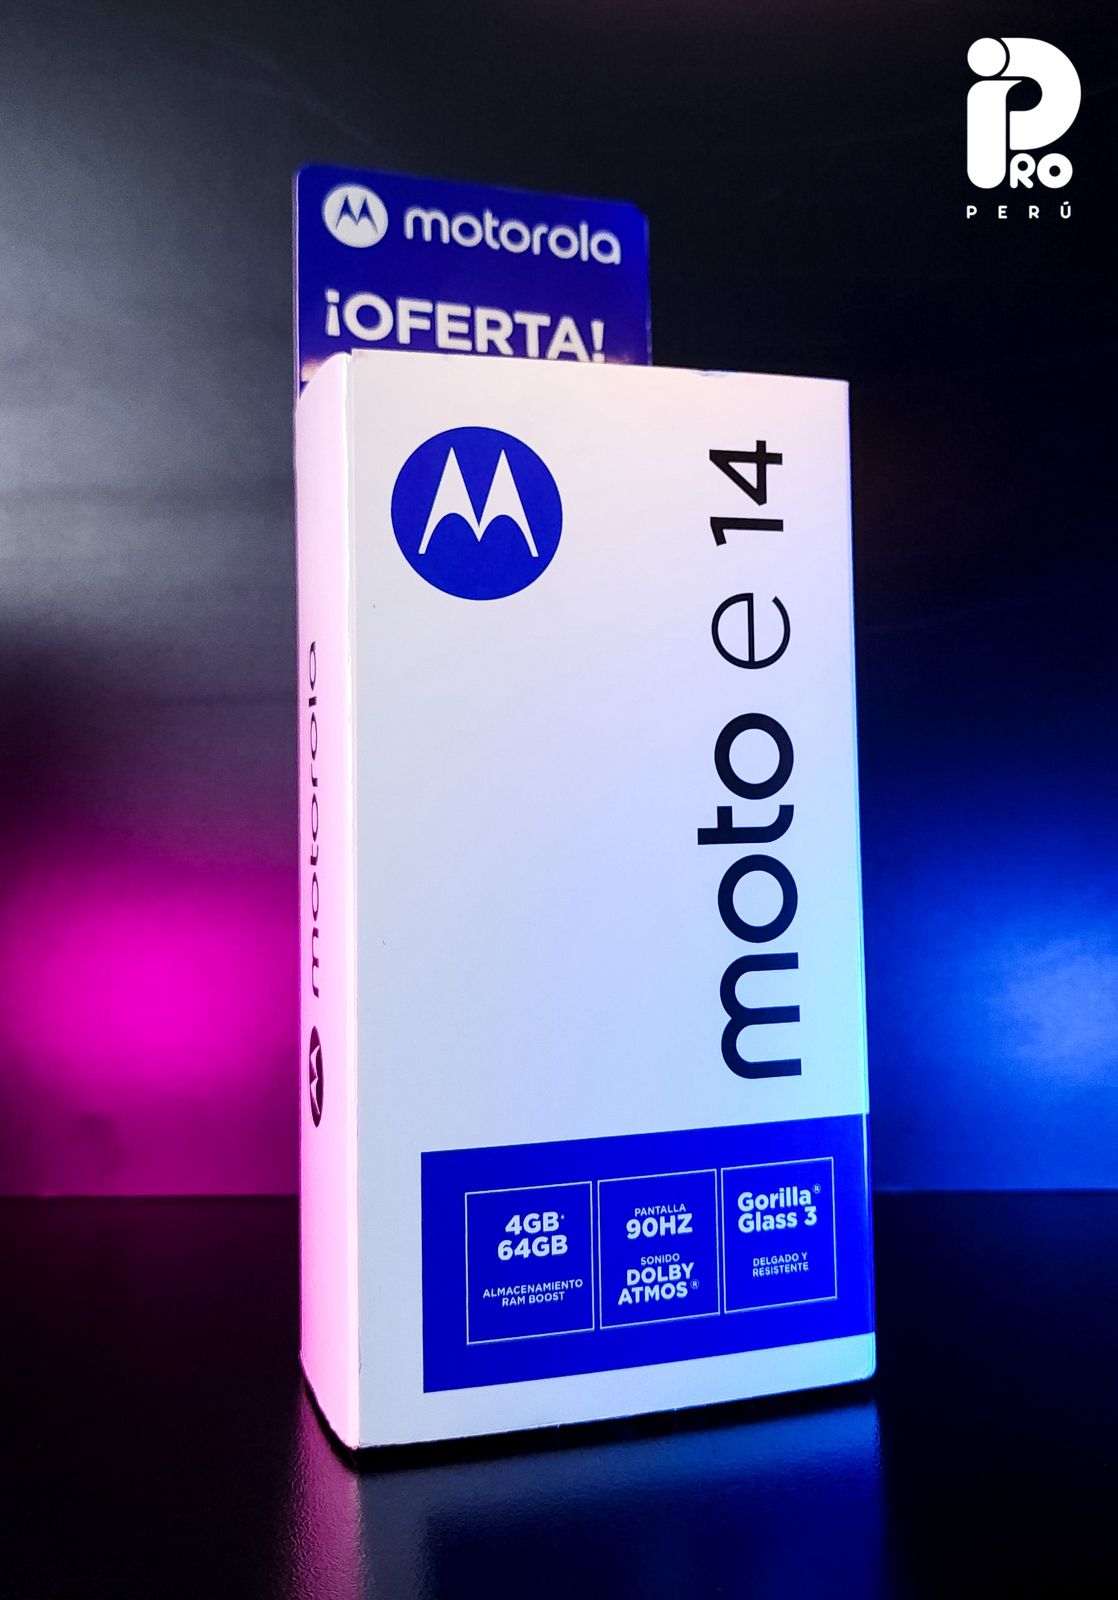 iPRO
PERÚ
motorola
¡OFERTA!
moto e 14
motorola
4GB*
64GB
ALMACENAMIENTO
RAM BOOST
PANTALLA
90HZ
SONIDO
DOLBY
ATMOS®
Gorilla®
Glass 3
DELGADO Y
RESISTENTE